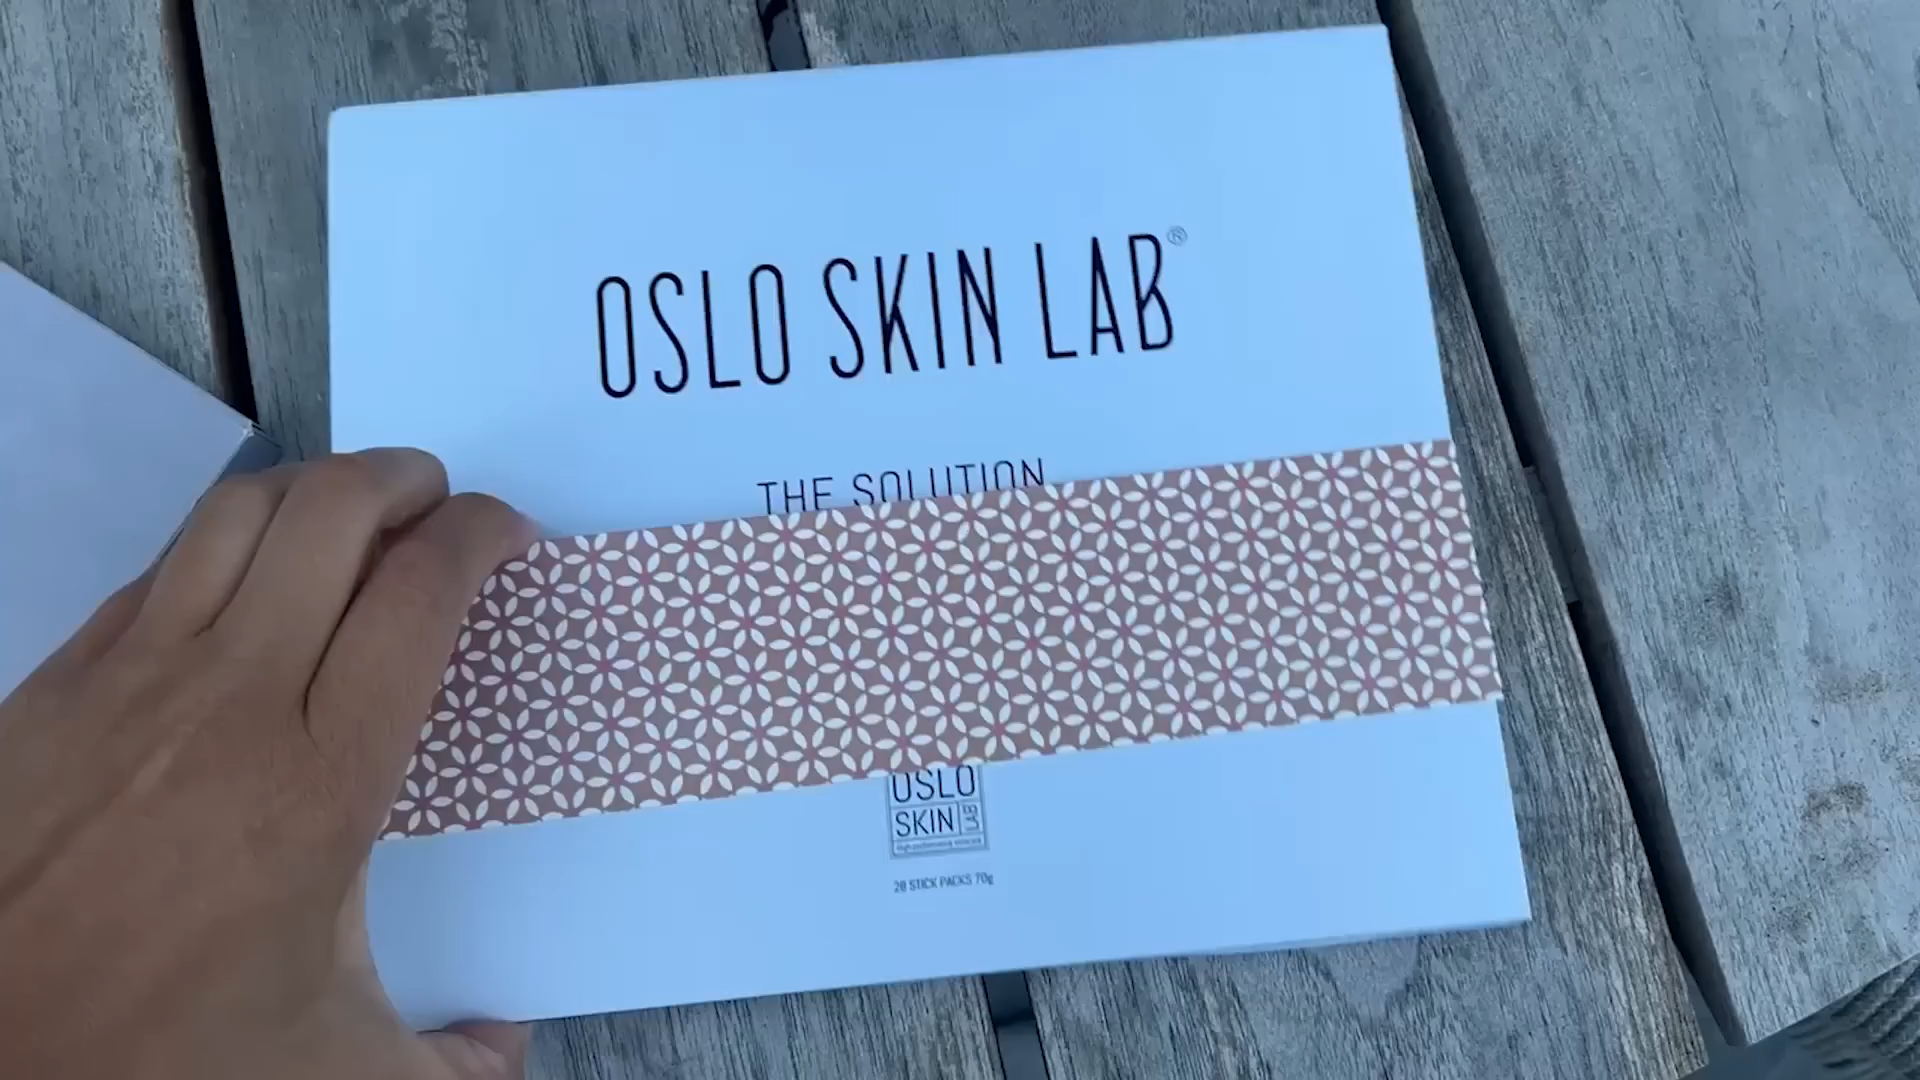 OSLO SKIN LAB®
THE SOLUTION
OSLO
SKIN LAB
28 STICK PACKS 70g